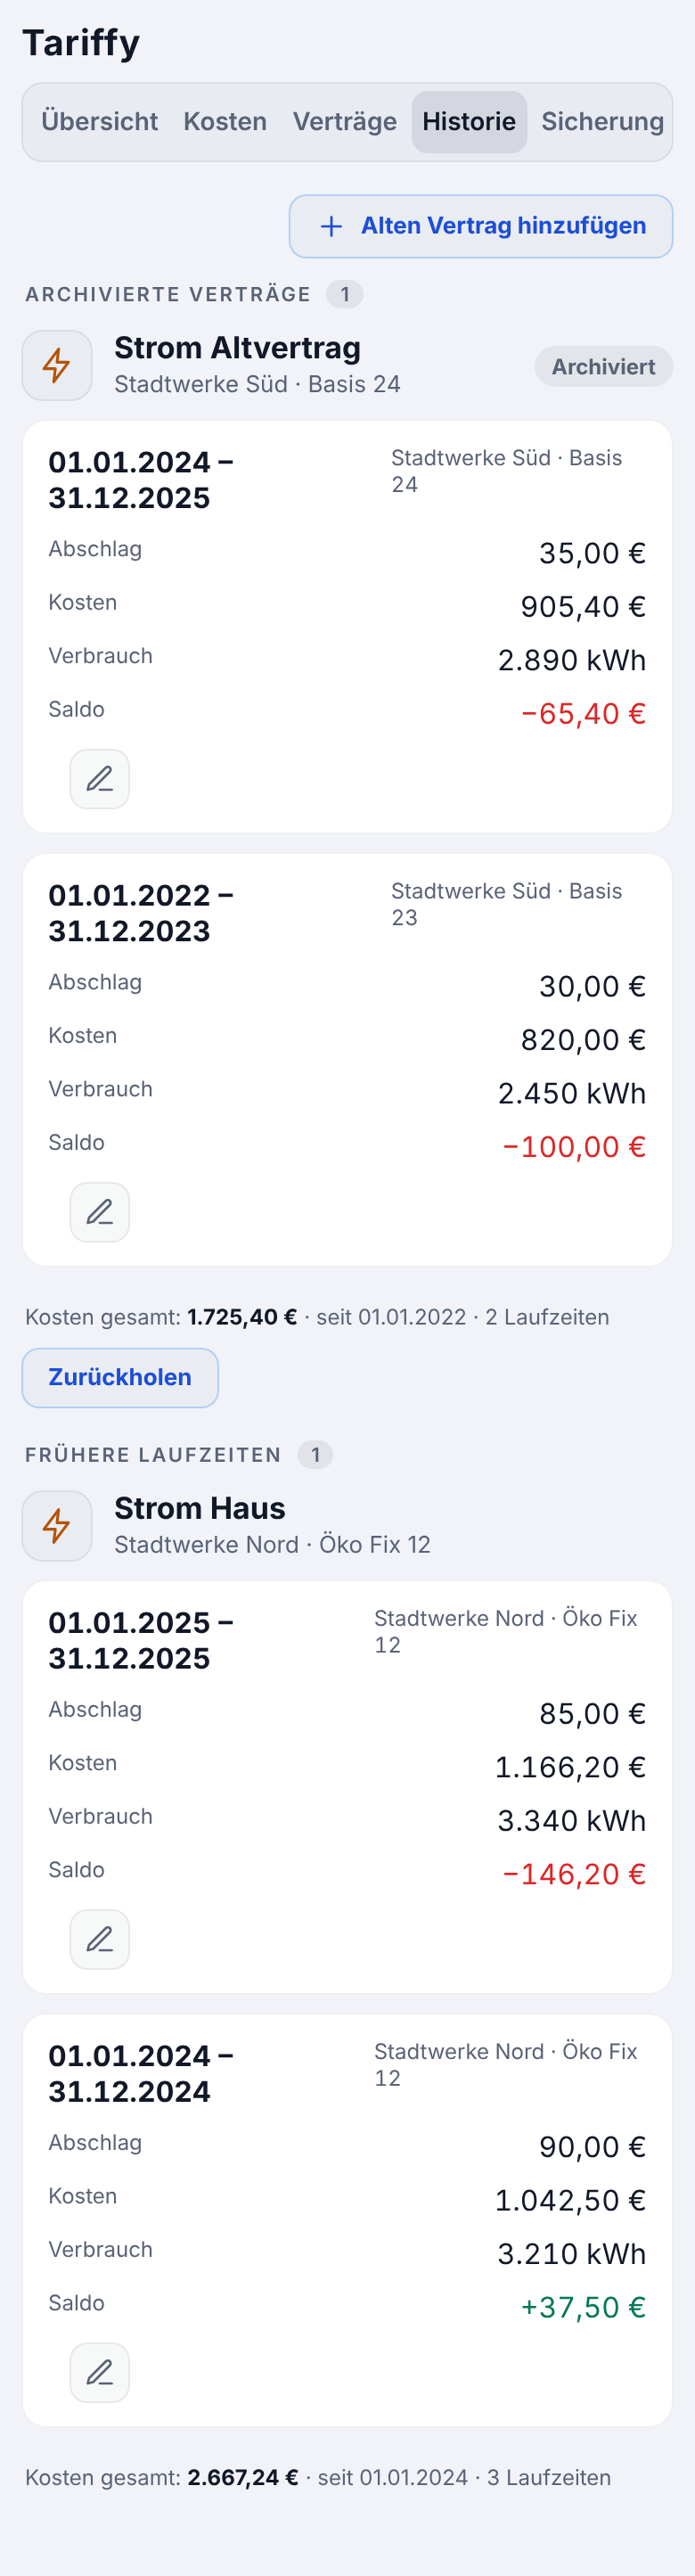 Tariffy
Übersicht Kosten Verträge Historie Sicherung
+ Alten Vertrag hinzufügen
ARCHIVIERTE VERTRÄGE 1
Strom Altvertrag
Stadtwerke Süd · Basis 24
Archiviert
01.01.2024 –
31.12.2025
Stadtwerke Süd · Basis
24
Abschlag 35,00 €
Kosten 905,40 €
Verbrauch 2.890 kWh
Saldo −65,40 €
01.01.2022 –
31.12.2023
Stadtwerke Süd · Basis
23
Abschlag 30,00 €
Kosten 820,00 €
Verbrauch 2.450 kWh
Saldo −100,00 €
Kosten gesamt: 1.725,40 € · seit 01.01.2022 · 2 Laufzeiten
Zurückholen
FRÜHERE LAUFZEITEN 1
Strom Haus
Stadtwerke Nord · Öko Fix 12
01.01.2025 –
31.12.2025
Stadtwerke Nord · Öko Fix
12
Abschlag 85,00 €
Kosten 1.166,20 €
Verbrauch 3.340 kWh
Saldo −146,20 €
01.01.2024 –
31.12.2024
Stadtwerke Nord · Öko Fix
12
Abschlag 90,00 €
Kosten 1.042,50 €
Verbrauch 3.210 kWh
Saldo +37,50 €
Kosten gesamt: 2.667,24 € · seit 01.01.2024 · 3 Laufzeiten